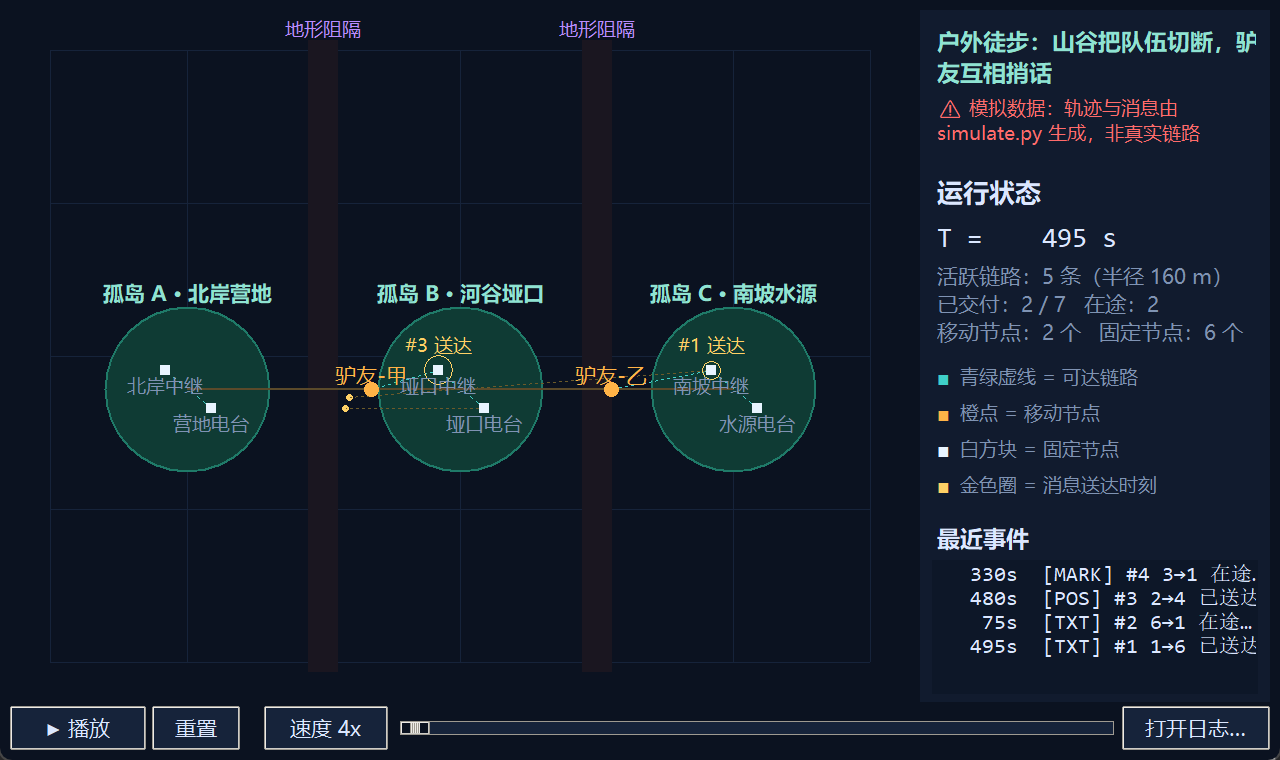 地形阻隔
地形阻隔
孤岛 A • 北岸营地
孤岛 B • 河谷垭口
孤岛 C • 南坡水源
#3 送达
#1 送达
驴友-甲
驴友-乙
北岸中继
垭口中继
南坡中继
营地电台
垭口电台
水源电台
户外徒步：山谷把队伍切断，驴
友互相捎话
⚠ 模拟数据：轨迹与消息由
simulate.py 生成，非真实链路
运行状态
T = 495 s
活跃链路：5 条（半径 160 m）
已交付：2 / 7 在途：2
移动节点：2 个 固定节点：6 个
青绿虚线 = 可达链路
橙点 = 移动节点
白方块 = 固定节点
金色圈 = 消息送达时刻
最近事件
330s [MARK] #4 3→1 在途…
480s [POS] #3 2→4 已送达
75s [TXT] #2 6→1 在途…
495s [TXT] #1 1→6 已送达
► 播放
重置
速度 4x
打开日志...